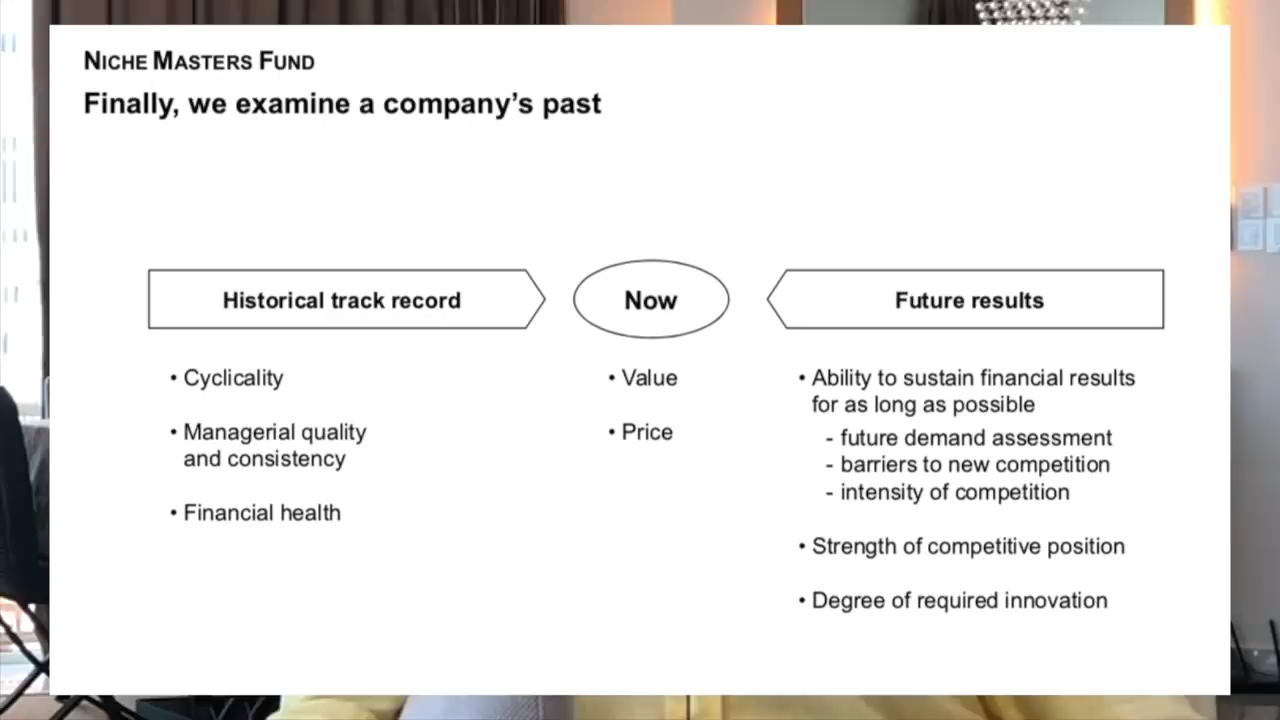 NICHE MASTERS FUND
Finally, we examine a company's past
Historical track record
• Cyclicality
• Managerial quality
and consistency
• Financial health
Now
• Value
• Price
Future results
• Ability to sustain financial results
for as long as possible
- future demand assessment
- barriers to new competition
- intensity of competition
• Strength of competitive position
• Degree of required innovation